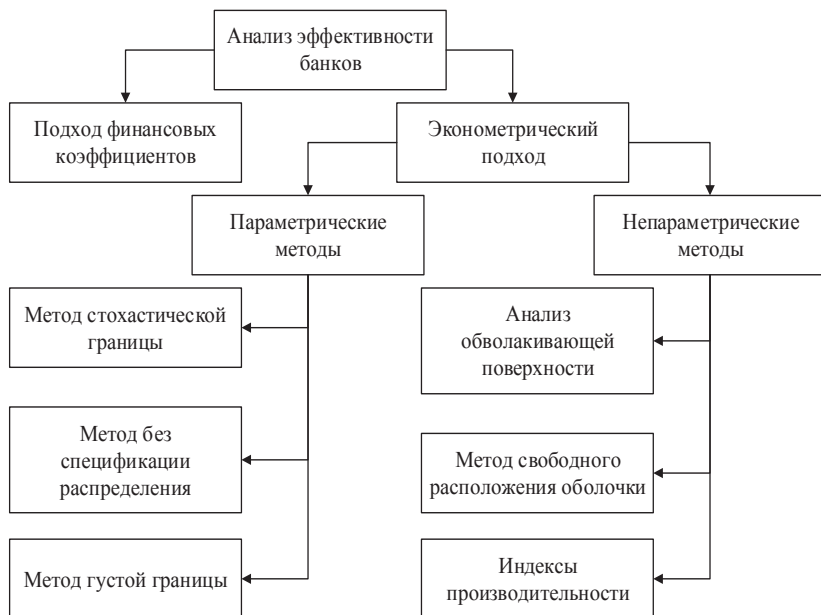 Анализ эффективности
банков
Подход финансовых
коэффициентов
Эконометрический
подход
Параметрические
методы
Непараметрические
методы
Метод стохастической
границы
Анализ
обволакивающей
поверхности
Метод без
спецификации
распределения
Метод свободного
расположения оболочки
Метод густой границы
Индексы
производительности